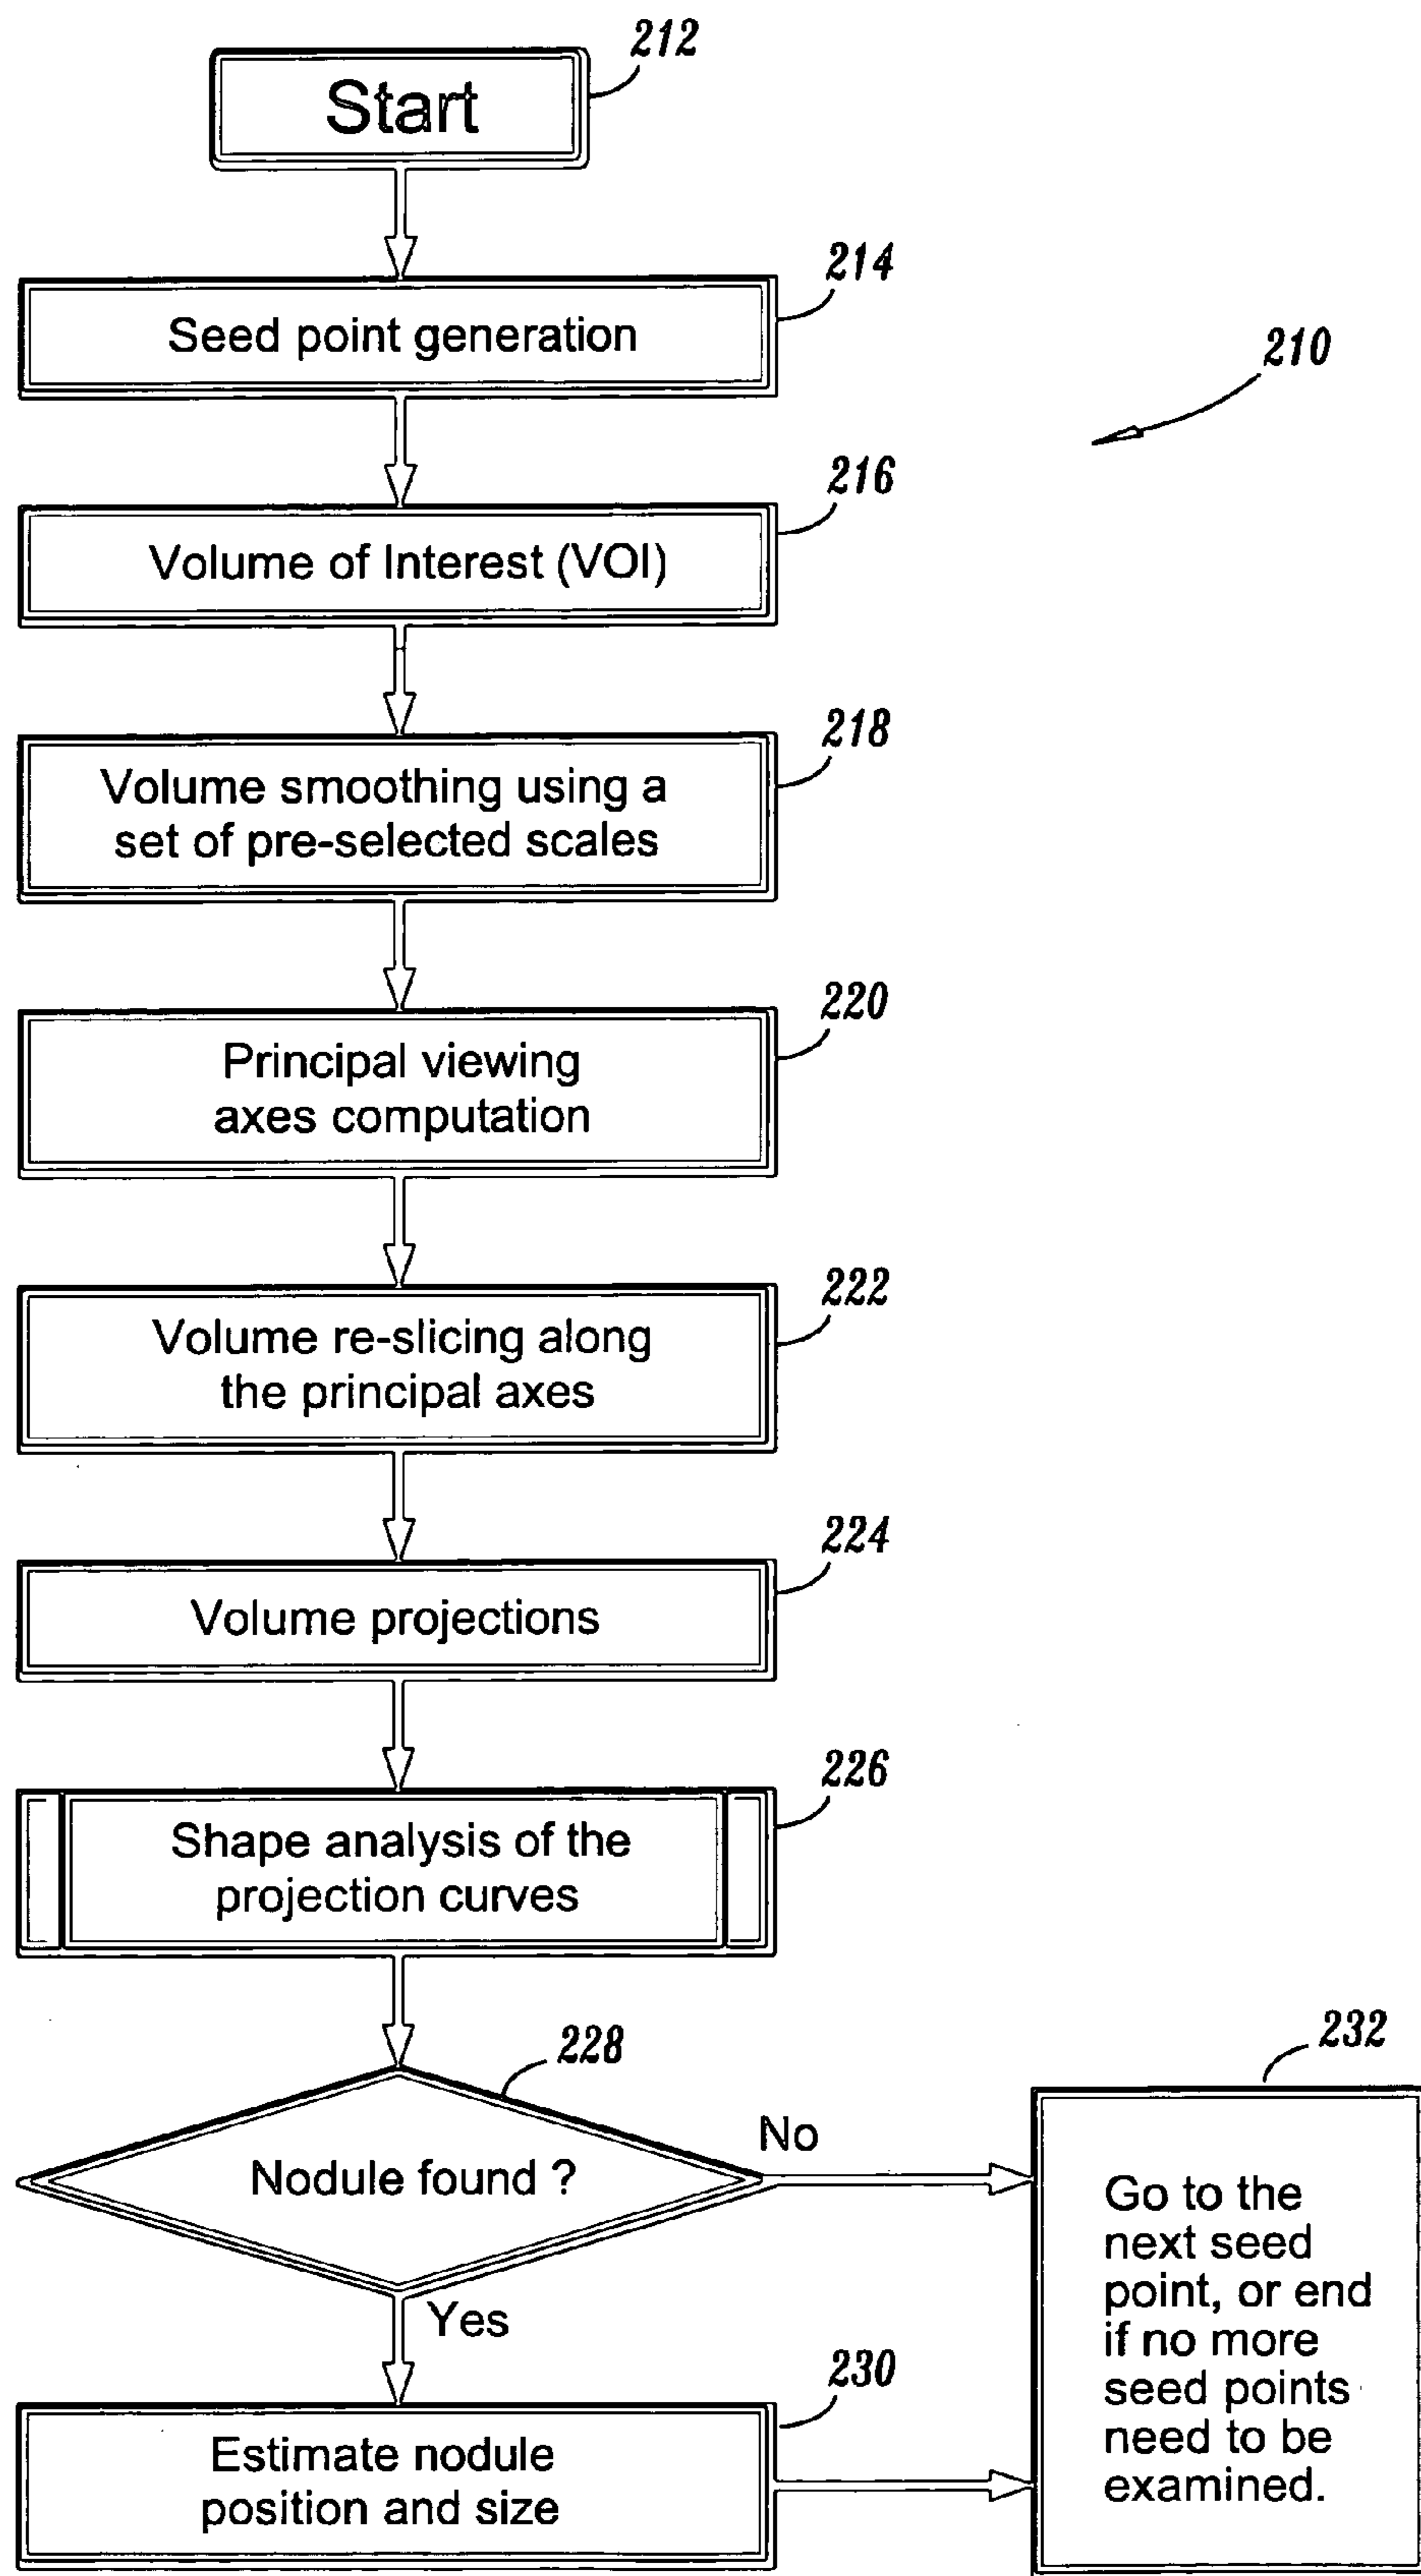 212
Start
214
Seed point generation
210
216
Volume of Interest (VOI)
218
Volume smoothing using a
set of pre-selected scales
220
Principal viewing
axes computation
222
Volume re-slicing along
the principal axes
224
Volume projections
226
Shape analysis of the
projection curves
228
Nodule found ?
No
Yes
230
Estimate nodule
position and size
232
Go to the
next seed
point, or end
if no more
seed points
need to be
examined.